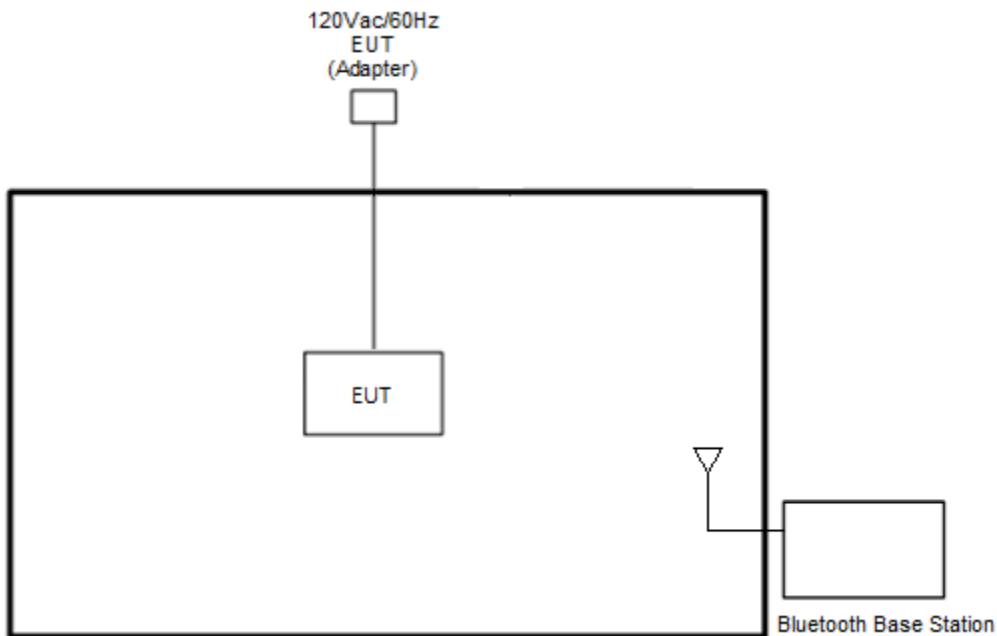 120Vac/60Hz
EUT
(Adapter)
EUT
Bluetooth Base Station